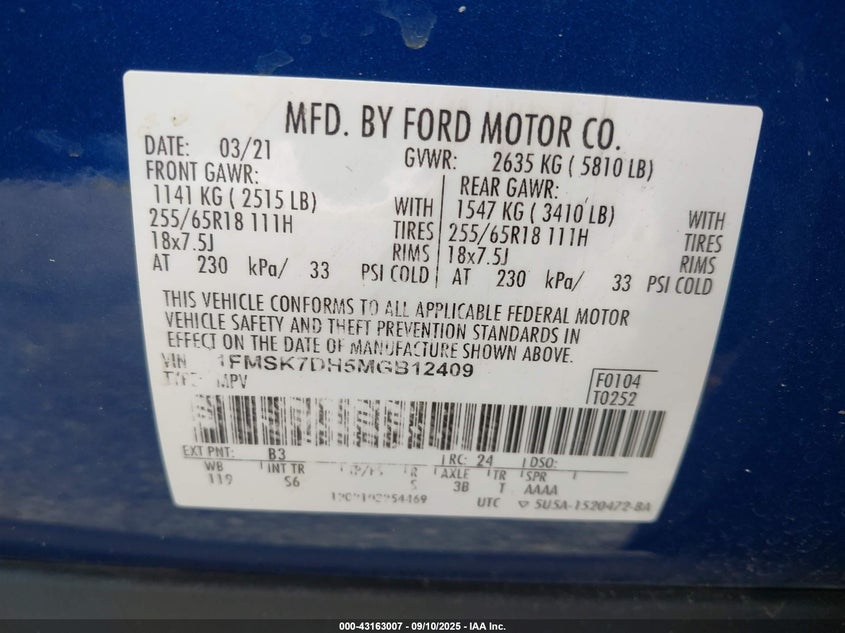 MFD. BY FORD MOTOR CO.
DATE: 03/21 GVWR: 2635 KG ( 5810 LB)
FRONT GAWR: REAR GAWR:
1141 KG ( 2515 LB) WITH 1547 KG ( 3410 LB) WITH
255/65R18 111H TIRES 255/65R18 111H TIRES
18x7.5J RIMS 18x7.5J RIMS
AT 230 kPa/ 33 PSI COLD AT 230 kPa/ 33 PSI COLD
THIS VEHICLE CONFORMS TO ALL APPLICABLE FEDERAL MOTOR
VEHICLE SAFETY AND THEFT PREVENTION STANDARDS IN
EFFECT ON THE DATE OF MANUFACTURE SHOWN ABOVE.
VIN: 1FMSK7DH5MGB12409
TYPE: MPV F0104
T0252
EXT PNT: B3 RC: 24 DSO:
WB INT TR R AXLE TR SPR
119 S6 S 3B T AAAA
UTC 5U5A-1520472-BA
000-43163007 - 09/10/2025 - IAA Inc.